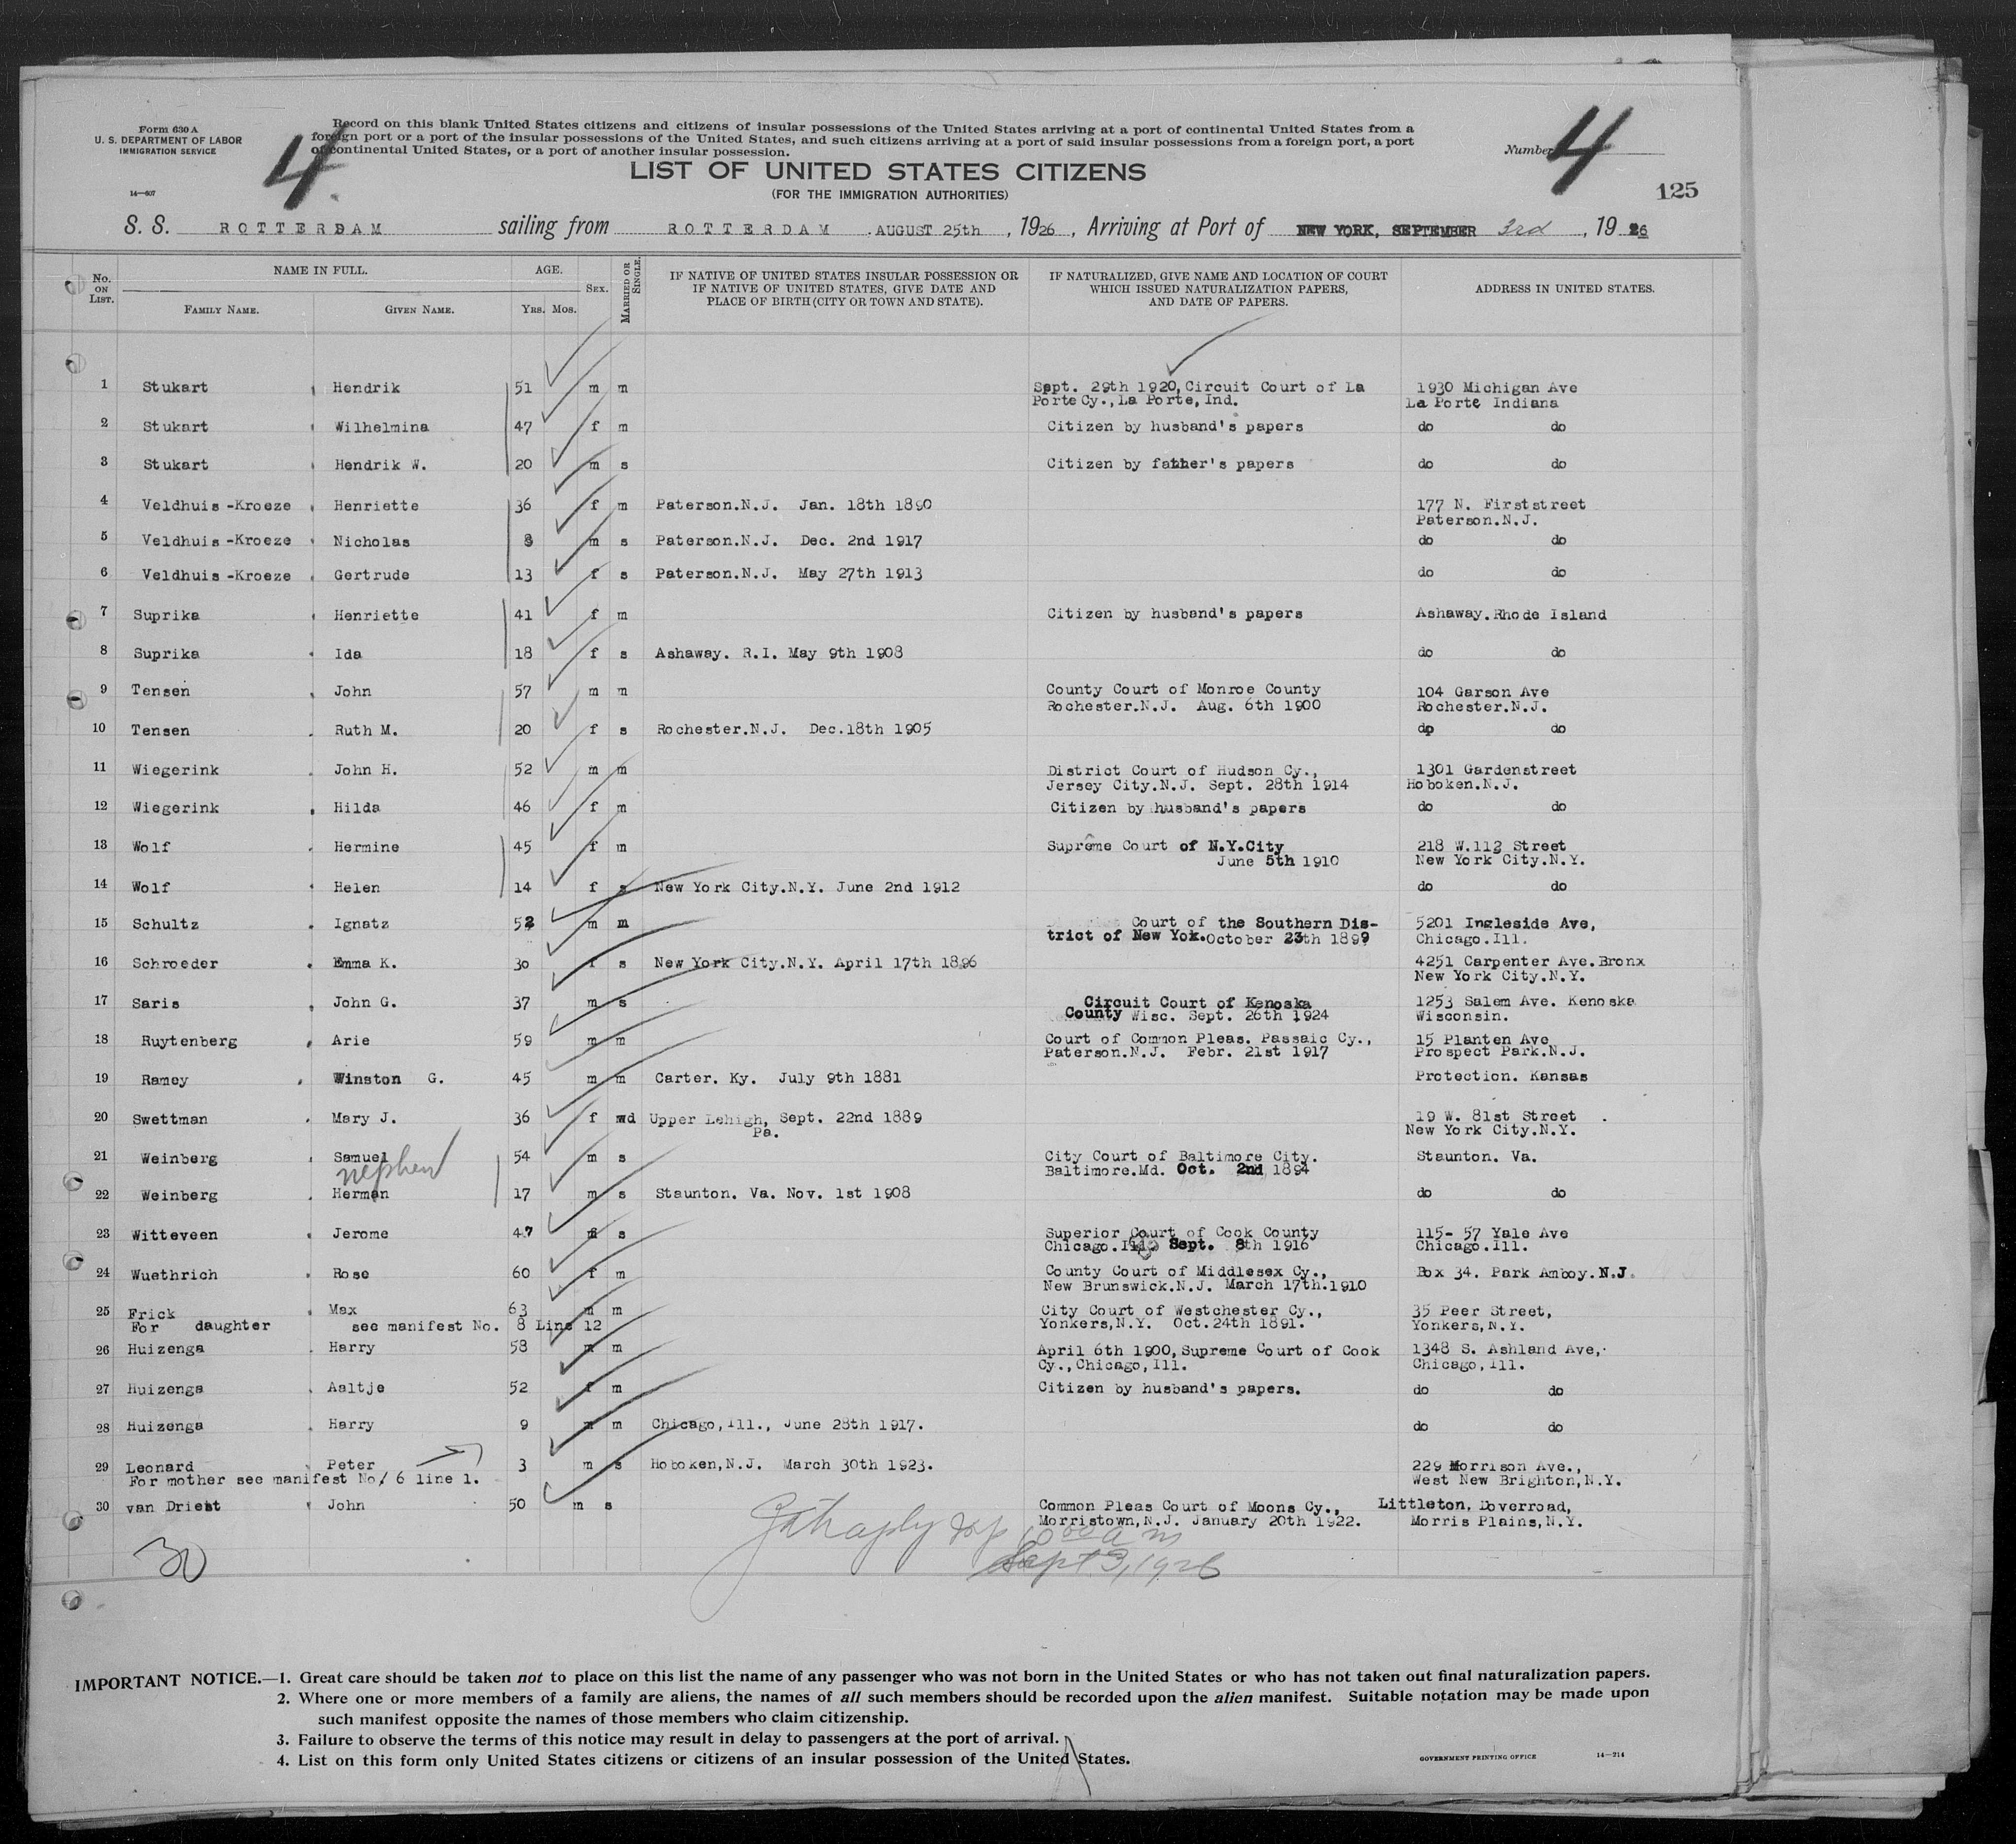 Form 630 A
U. S. DEPARTMENT OF LABOR
IMMIGRATION SERVICE
14—607
4
Record on this blank United States citizens and citizens of insular possessions of the United States arriving at a port of continental United States from a
foreign port or a port of the insular possessions of the United States, and such citizens arriving at a port of said insular possessions from a foreign port, a port
of continental United States, or a port of another insular possession.
LIST OF UNITED STATES CITIZENS
(FOR THE IMMIGRATION AUTHORITIES)
Number 4
125
S. S. ROTTERDAM sailing from ROTTERDAM . AUGUST 25th , 1926 , Arriving at Port of NEW YORK, SEPTEMBER 3rd , 19 26
No. ON LIST. NAME IN FULL. AGE. SEX. MARRIED OR SINGLE. IF NATIVE OF UNITED STATES INSULAR POSSESSION OR IF NATIVE OF UNITED STATES, GIVE DATE AND PLACE OF BIRTH (CITY OR TOWN AND STATE). IF NATURALIZED, GIVE NAME AND LOCATION OF COURT WHICH ISSUED NATURALIZATION PAPERS, AND DATE OF PAPERS. ADDRESS IN UNITED STATES.
FAMILY NAME. GIVEN NAME. YRS. MOS.
1 Stukart Hendrik 51 m m Sept. 29th 1920, Circuit Court of La 1930 Michigan Ave
Porte Cy., La Porte, Ind. La Porte Indiana
2 Stukart Wilhelmina 47 f m Citizen by husband's papers do do
3 Stukart Hendrik W. 20 m s Citizen by father's papers do do
4 Veldhuis-Kroeze Henriette 36 f m Paterson.N.J. Jan. 18th 1890 177 N. Firststreet
Paterson.N.J.
5 Veldhuis-Kroeze Nicholas 8 m s Paterson.N.J. Dec. 2nd 1917 do do
6 Veldhuis-Kroeze Gertrude 13 f s Paterson.N.J. May 27th 1913 do do
7 Suprika Henriette 41 f m Citizen by husband's papers Ashaway.Rhode Island
8 Suprika Ida 18 f s Ashaway. R.I. May 9th 1908 do do
9 Tensen John 57 m m County Court of Monroe County 104 Garson Ave
Rochester.N.J. Aug. 6th 1900 Rochester.N.J.
10 Tensen Ruth M. 20 f s Rochester.N.J. Dec.18th 1905 do do
11 Wiegerink John H. 52 m m District Court of Hudson Cy., 1301 Gardenstreet
Jersey City.N.J. Sept. 28th 1914 Hoboken.N.J.
12 Wiegerink Hilda 46 f m Citizen by husband's papers do do
13 Wolf Hermine 45 f m Supreme Court of N.Y.City 218 W.112 Street
June 5th 1910 New York City.N.Y.
14 Wolf Helen 14 f s New York City.N.Y. June 2nd 1912 do do
15 Schultz Ignatz 52 m m Court of the Southern Dis- 5201 Ingleside Ave,
trict of New Yok. October 23th 1899 Chicago.Ill.
16 Schroeder Emma K. 30 f s New York City.N.Y. April 17th 1896 4251 Carpenter Ave.Bronx
New York City.N.Y.
17 Saris John G. 37 m s Circuit Court of Kenoska 1253 Salem Ave. Kenoska
County Wisc. Sept. 26th 1924 Wisconsin.
18 Ruytenberg Arie 59 m m Court of Common Pleas. Passaic Cy., 15 Planten Ave
Paterson.N.J. Febr. 21st 1917 Prospect Park.N.J.
19 Ramey Winston G. 45 m m Carter. Ky. July 9th 1881 Protection. Kansas
20 Swettman Mary J. 36 f wd Upper Lehigh, Sept. 22nd 1889 19 W. 81st Street
Pa. New York City.N.Y.
21 Weinberg Samuel 54 m s City Court of Baltimore City. Staunton. Va.
nephew Baltimore.Md. Oct. 2nd 1894
22 Weinberg Herman 17 m s Staunton. Va. Nov. 1st 1908 do do
23 Witteveen Jerome 47 m s Superior Court of Cook County 115- 57 Yale Ave
Chicago.Ill. Sept. 8th 1916 Chicago.Ill.
24 Wuethrich Rose 60 f m County Court of Middlesex Cy., Box 34. Park Amboy.N.J.
New Brunswick.N.J. March 17th.1910
25 Frick Max 63 m m City Court of Westchester Cy., 35 Peer Street,
For daughter see manifest No. 8 Line 12 Yonkers,N.Y. Oct.24th 1891. Yonkers,N.Y.
26 Huizenga Harry 58 m m April 6th 1900, Supreme Court of Cook 1348 S. Ashland Ave,
Cy., Chicago, Ill. Chicago, Ill.
27 Huizenga Aaltje 52 f m Citizen by husband's papers. do do
28 Huizenga Harry 9 m m Chicago, Ill., June 28th 1917. do do
29 Leonard Peter 3 m s Hoboken,N.J. March 30th 1923. 229 Morrison Ave.,
For mother see manifest No/ 6 line 1. West New Brighton,N.Y.
30 van Driest John 50 m s Common Pleas Court of Moons Cy., Littleton, Doverroad,
Morristown,N.J. January 20th 1922. Morris Plains,N.Y.
10 00 a m
30 Sept 3, 1926
IMPORTANT NOTICE.—1. Great care should be taken not to place on this list the name of any passenger who was not born in the United States or who has not taken out final naturalization papers.
2. Where one or more members of a family are aliens, the names of all such members should be recorded upon the alien manifest. Suitable notation may be made upon
such manifest opposite the names of those members who claim citizenship.
3. Failure to observe the terms of this notice may result in delay to passengers at the port of arrival.
4. List on this form only United States citizens or citizens of an insular possession of the United States.
GOVERNMENT PRINTING OFFICE 14—214